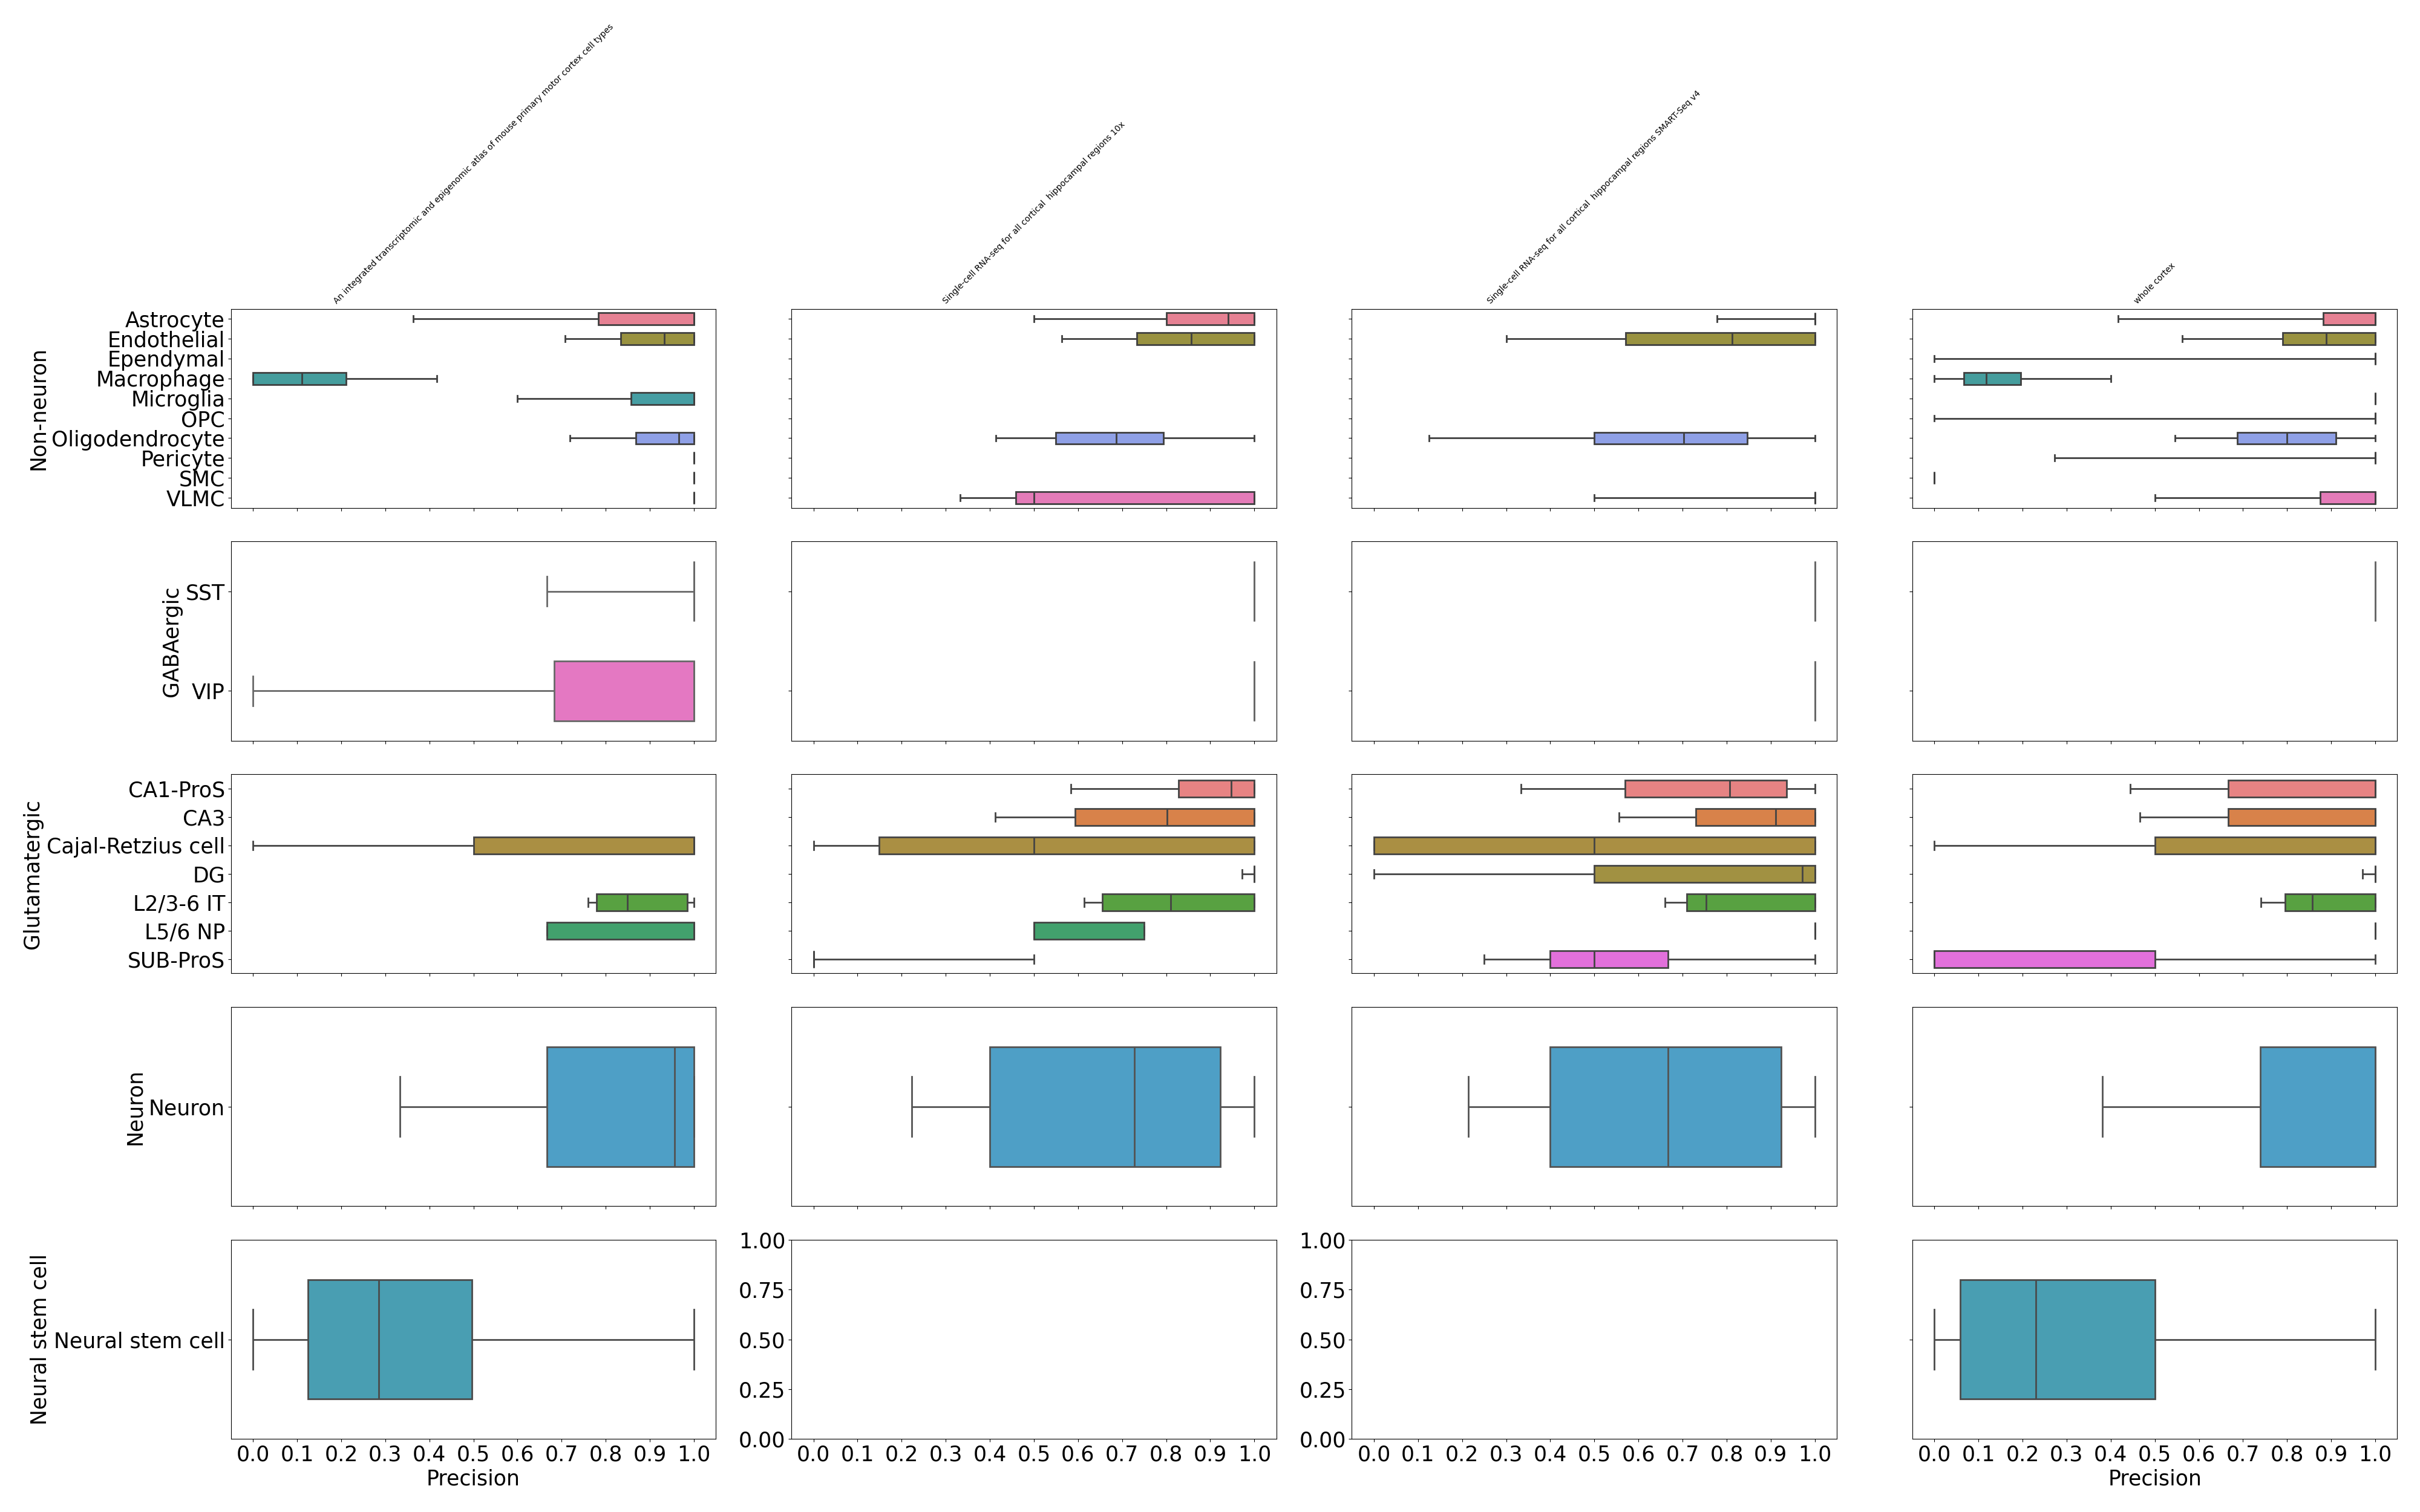 An integrated transcriptomic and epigenomic atlas of mouse primary motor cortex cell types
Single-cell RNA-seq for all cortical  hippocampal regions 10x
Single-cell RNA-seq for all cortical  hippocampal regions SMART-Seq v4
whole cortex
Non-neuron
Astrocyte
Endothelial
Ependymal
Macrophage
Microglia
OPC
Oligodendrocyte
Pericyte
SMC
VLMC
GABAergic
SST
VIP
Glutamatergic
CA1-ProS
CA3
Cajal-Retzius cell
DG
L2/3-6 IT
L5/6 NP
SUB-ProS
Neuron
Neuron
Neural stem cell
Neural stem cell
1.00
0.75
0.50
0.25
0.00
1.00
0.75
0.50
0.25
0.00
0.0 0.1 0.2 0.3 0.4 0.5 0.6 0.7 0.8 0.9 1.0
0.0 0.1 0.2 0.3 0.4 0.5 0.6 0.7 0.8 0.9 1.0
0.0 0.1 0.2 0.3 0.4 0.5 0.6 0.7 0.8 0.9 1.0
0.0 0.1 0.2 0.3 0.4 0.5 0.6 0.7 0.8 0.9 1.0
Precision
Precision